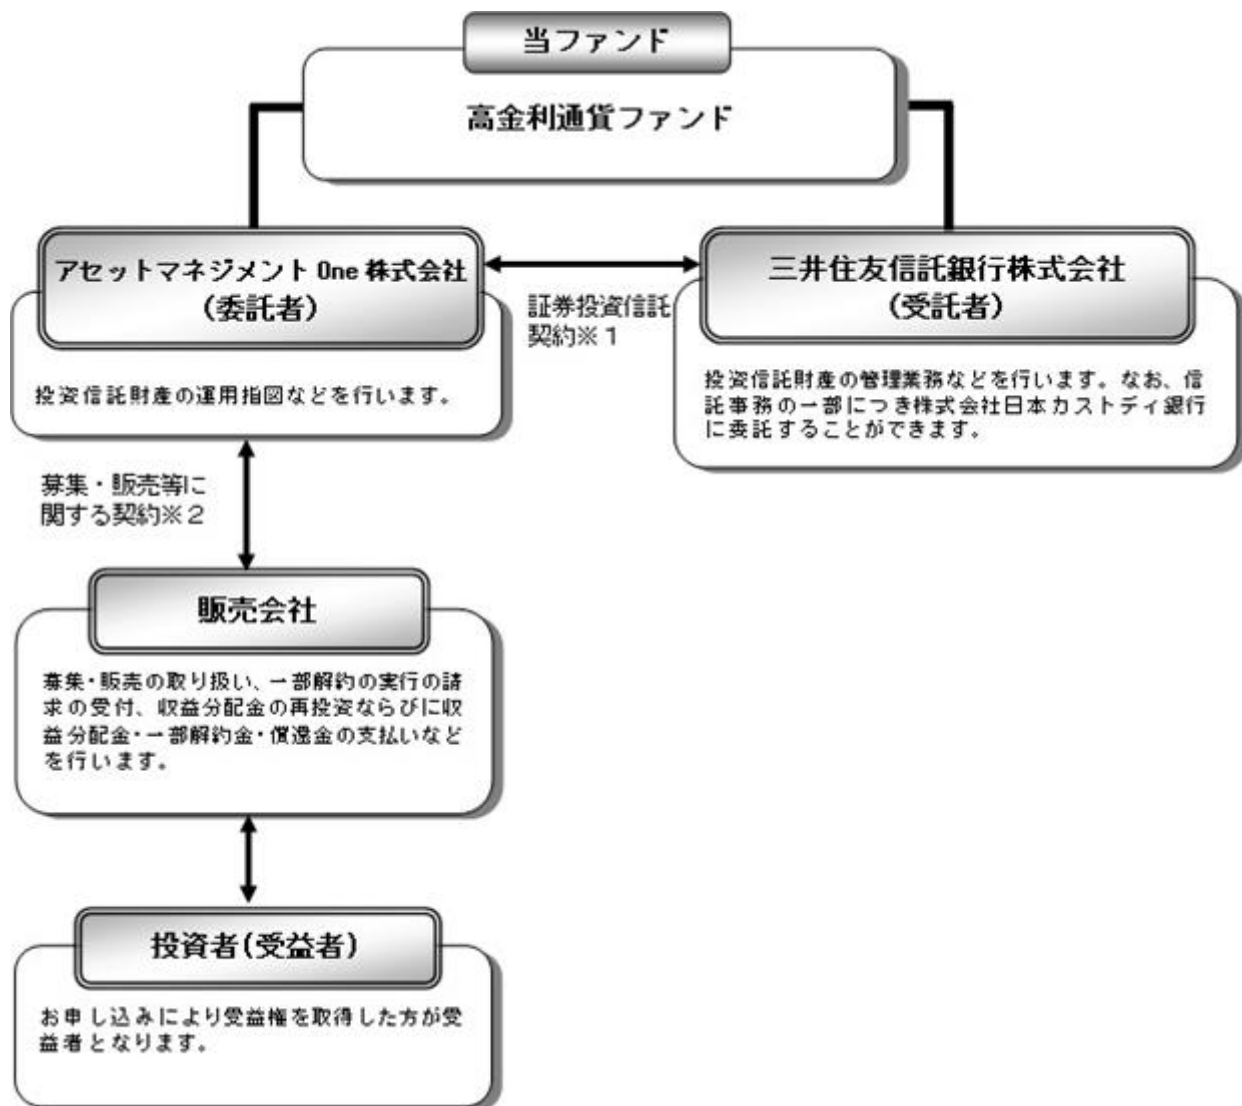 当ファンド
高金利通貨ファンド
アセットマネジメント One 株式会社
(委託者)
投資信託財産の運用指図などを行います。
証券投資信託
契約※1
三井住友信託銀行株式会社
(受託者)
投資信託財産の管理業務などを行います。なお、信
託事務の一部につき株式会社日本カストディ銀行
に委託することができます。
募集・販売等に
関する契約※2
販売会社
募集・販売の取り扱い、一部解約の実行の請
求の受付、収益分配金の再投資ならびに収
益分配金・一部解約金・償還金の支払いなど
を行います。
投資者(受益者)
お申し込みにより受益権を取得した方が受
益者となります。